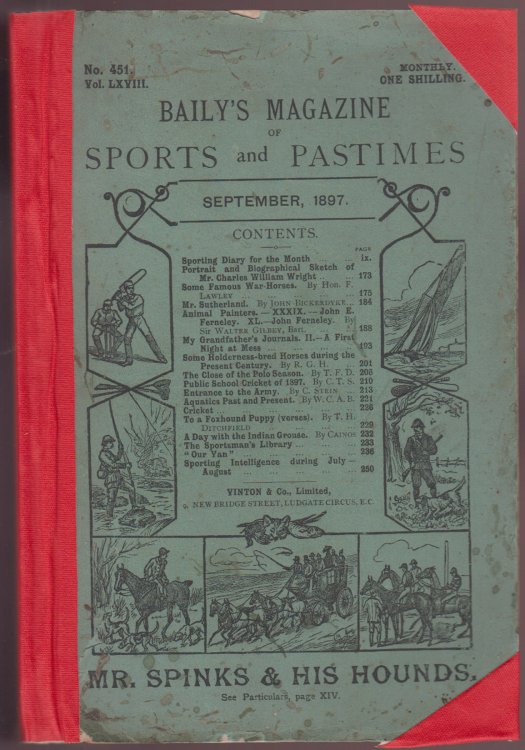 No. 451.
Vol. LXVIII.
MONTHLY.
ONE SHILLING.
BAILY'S MAGAZINE
OF
SPORTS and PASTIMES
SEPTEMBER, 1897.
CONTENTS.
PAGE
Sporting Diary for the Month ... ix.
Portrait and Biographical Sketch of
Mr. Charles William Wright ... 173
Some Famous War-Horses. By Hon. F.
LAWLEY ... 175
Mr. Sutherland. By JOHN BICKERDYKE... 184
Animal Painters. — XXXIX. — John E.
Ferneley. XL.—John Ferneley. By
Sir WALTER GILBEY, Bart. ... 188
My Grandfather's Journals. II.—A First
Night at Mess ... 193
Some Holderness-bred Horses during the
Present Century. By R. G. H. ... 201
The Close of the Polo Season. By T. F. D. 206
Public School Cricket of 1897. By C. T. S. 210
Entrance to the Army. By C. STEIN ... 213
Aquatics Past and Present. By W. C. A. B. 221
Cricket ... 226
To a Foxhound Puppy (verses). By T. H.
DITCHFIELD ... 229
A Day with the Indian Grouse. By CAINOS 232
The Sportsman's Library ... 233
"Our Van" ... 236
Sporting Intelligence during July—
August ... 250
VINTON & Co., Limited,
9, NEW BRIDGE STREET, LUDGATE CIRCUS, E.C.
MR. SPINKS & HIS HOUNDS.
See Particulars, page XIV.